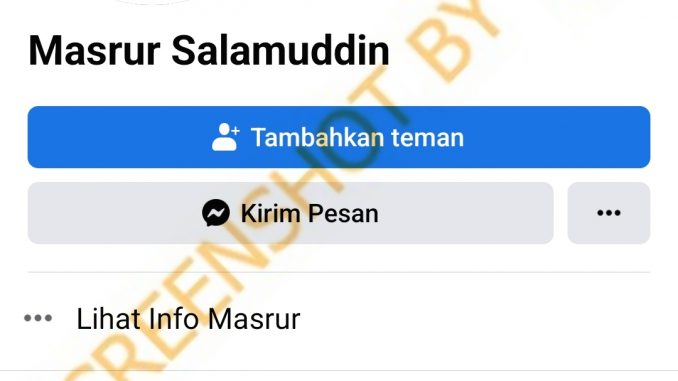 Masrur Salamuddin
Tambahkan teman
Kirim Pesan
Lihat Info Masrur
SCREENSHOT BY